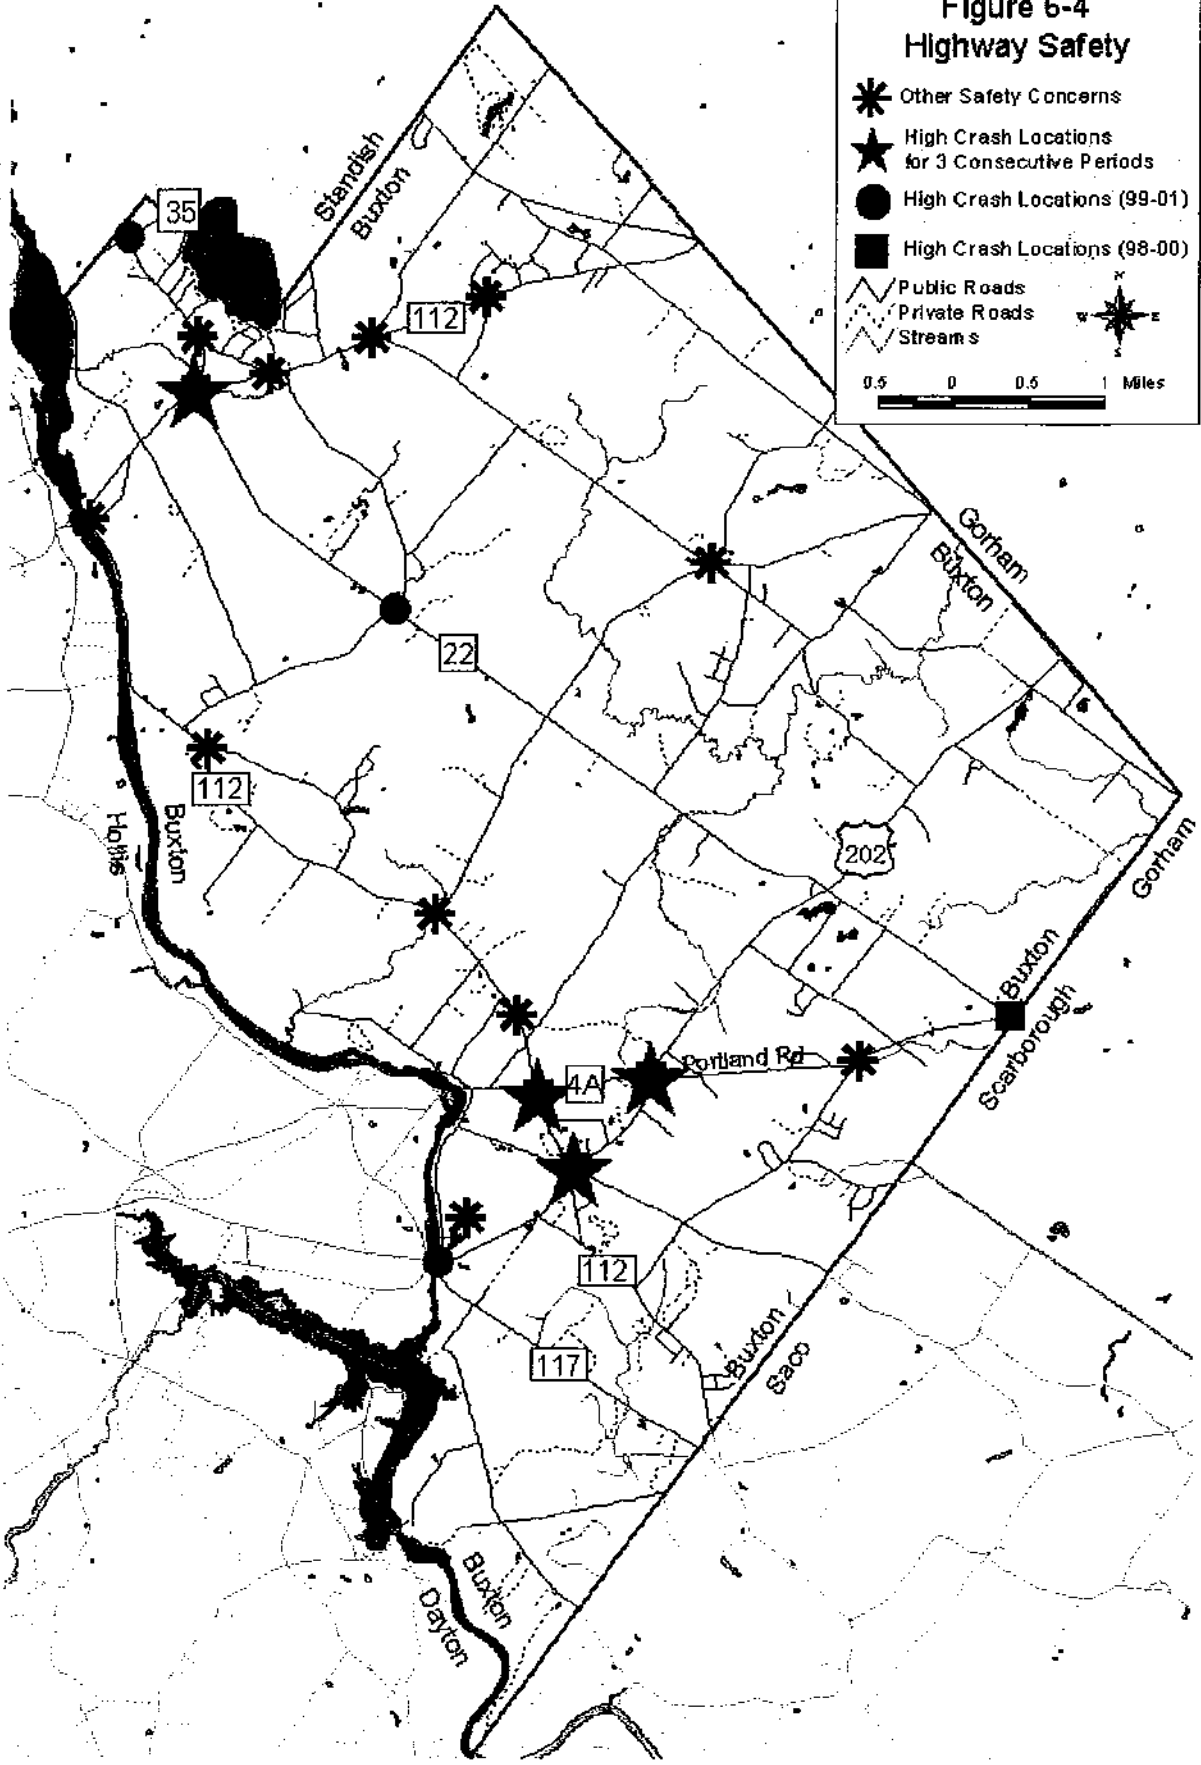 Figure 6-4
Highway Safety
Other Safety Concerns
High Crash Locations
for 3 Consecutive Periods
High Crash Locations (99-01)
High Crash Locations (98-00)
Public Roads
Private Roads
Streams
N
W
E
S
0.5 0 0.5 1 Miles
Standish
Buxton
35
112
Gorham
Buxton
22
112
Buxton
Hollis
202
Gorham
Buxton
Scarborough
Portland Rd
4A
112
117
Buxton
Saco
Buxton
Dayton